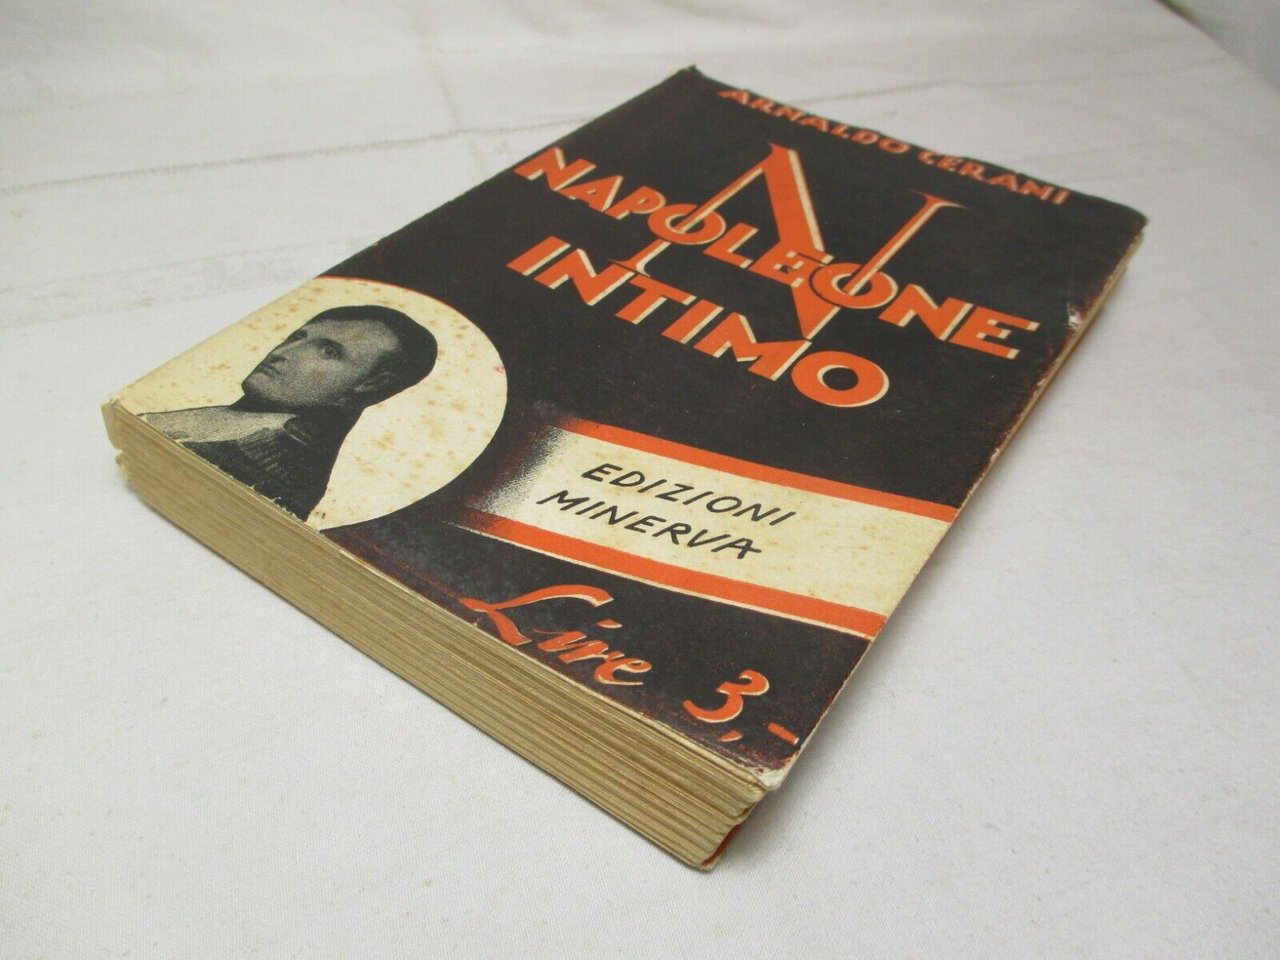 ARNALDO CERANI
N
NAPOLEONE
INTIMO
EDIZIONI
MINERVA
Lire 3,-